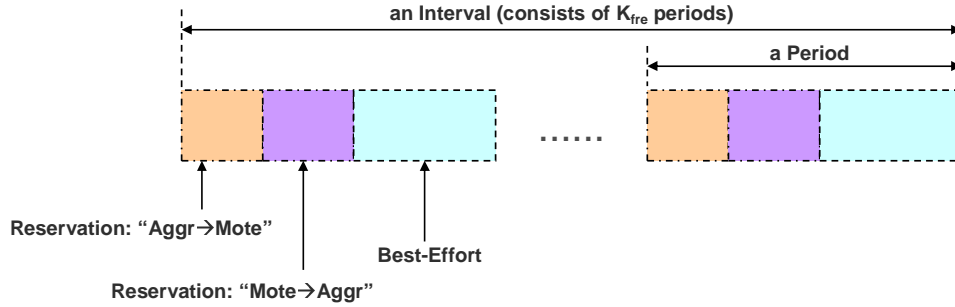 an Interval (consists of Kfre periods)
a Period
......
Reservation: “Aggr→Mote”
Best-Effort
Reservation: “Mote→Aggr”